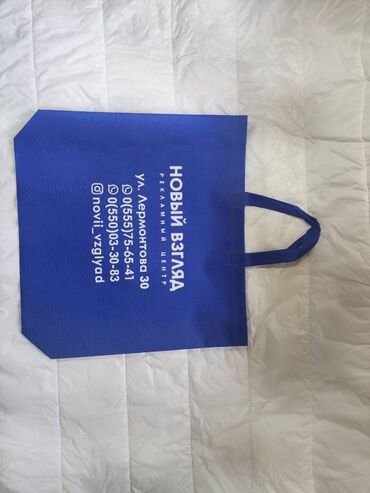 НОВЫЙ ВЗГЛЯД
РЕКЛАМНЫЙ ЦЕНТР
ул. Лермонтова 30
0(555)75-65-41
0(550)03-30-83
novii_vzglyad